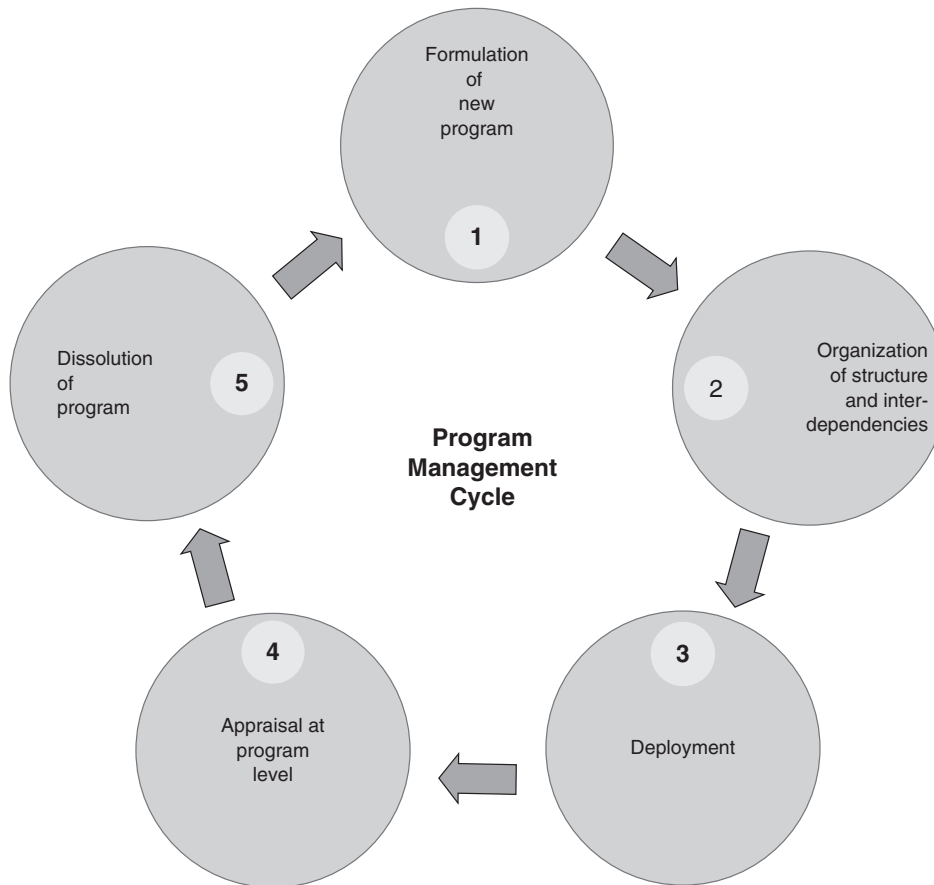 Formulation
of
new
program
1
2
Organization
of structure
and inter-
dependencies
3
Deployment
4
Appraisal at
program
level
5
Dissolution
of
program
Program
Management
Cycle